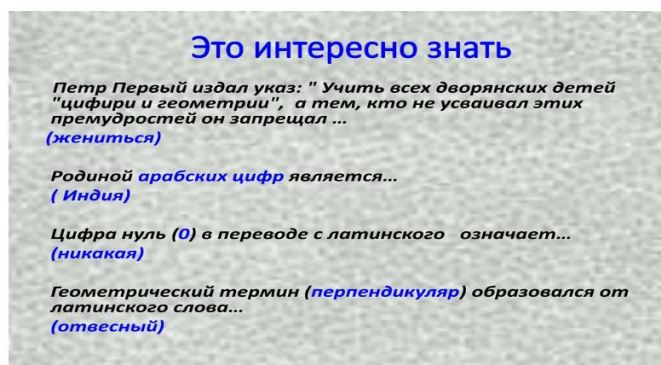 Это интересно знать
Петр Первый издал указ: " Учить всех дворянских детей
"цифири и геометрии", а тем, кто не усваивал этих
премудростей он запрещал ...
(жениться)
Родиной арабских цифр является...
( Индия)
Цифра нуль (0) в переводе с латинского означает...
(никакая)
Геометрический термин (перпендикуляр) образовался от
латинского слова...
(отвесный)